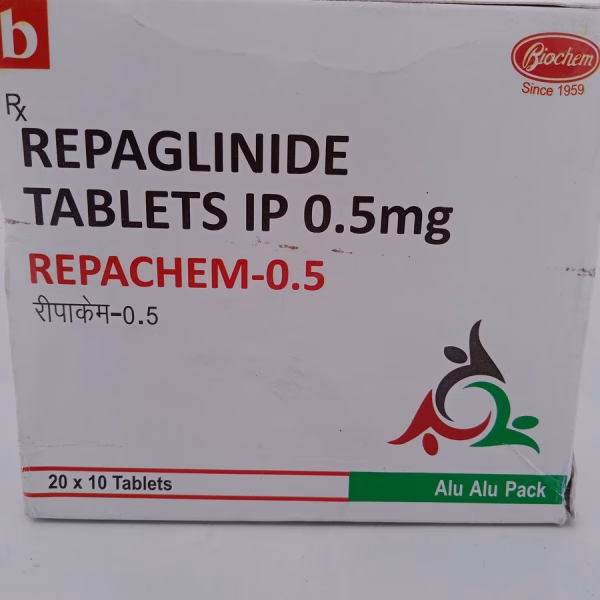 b
Biochem
Since 1959
Rx
REPAGLINIDE
TABLETS IP 0.5mg
REPACHEM-0.5
रीपाकेम-0.5
20 x 10 Tablets
Alu Alu Pack